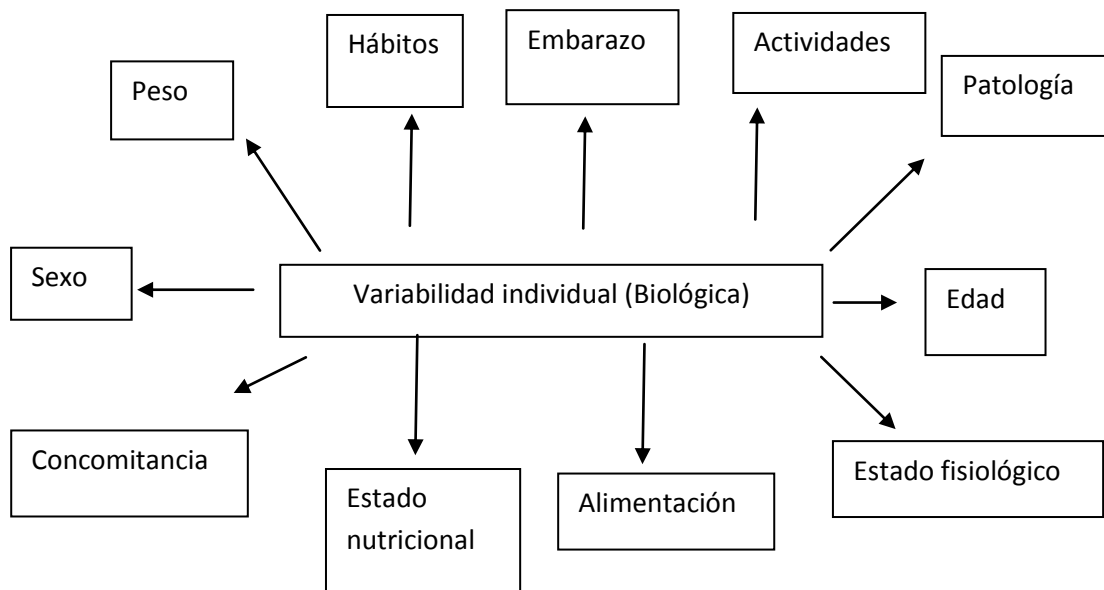 Hábitos
Embarazo
Actividades
Peso
Patología
Sexo
Variabilidad individual (Biológica)
Edad
Concomitancia
Estado
nutricional
Alimentación
Estado fisiológico